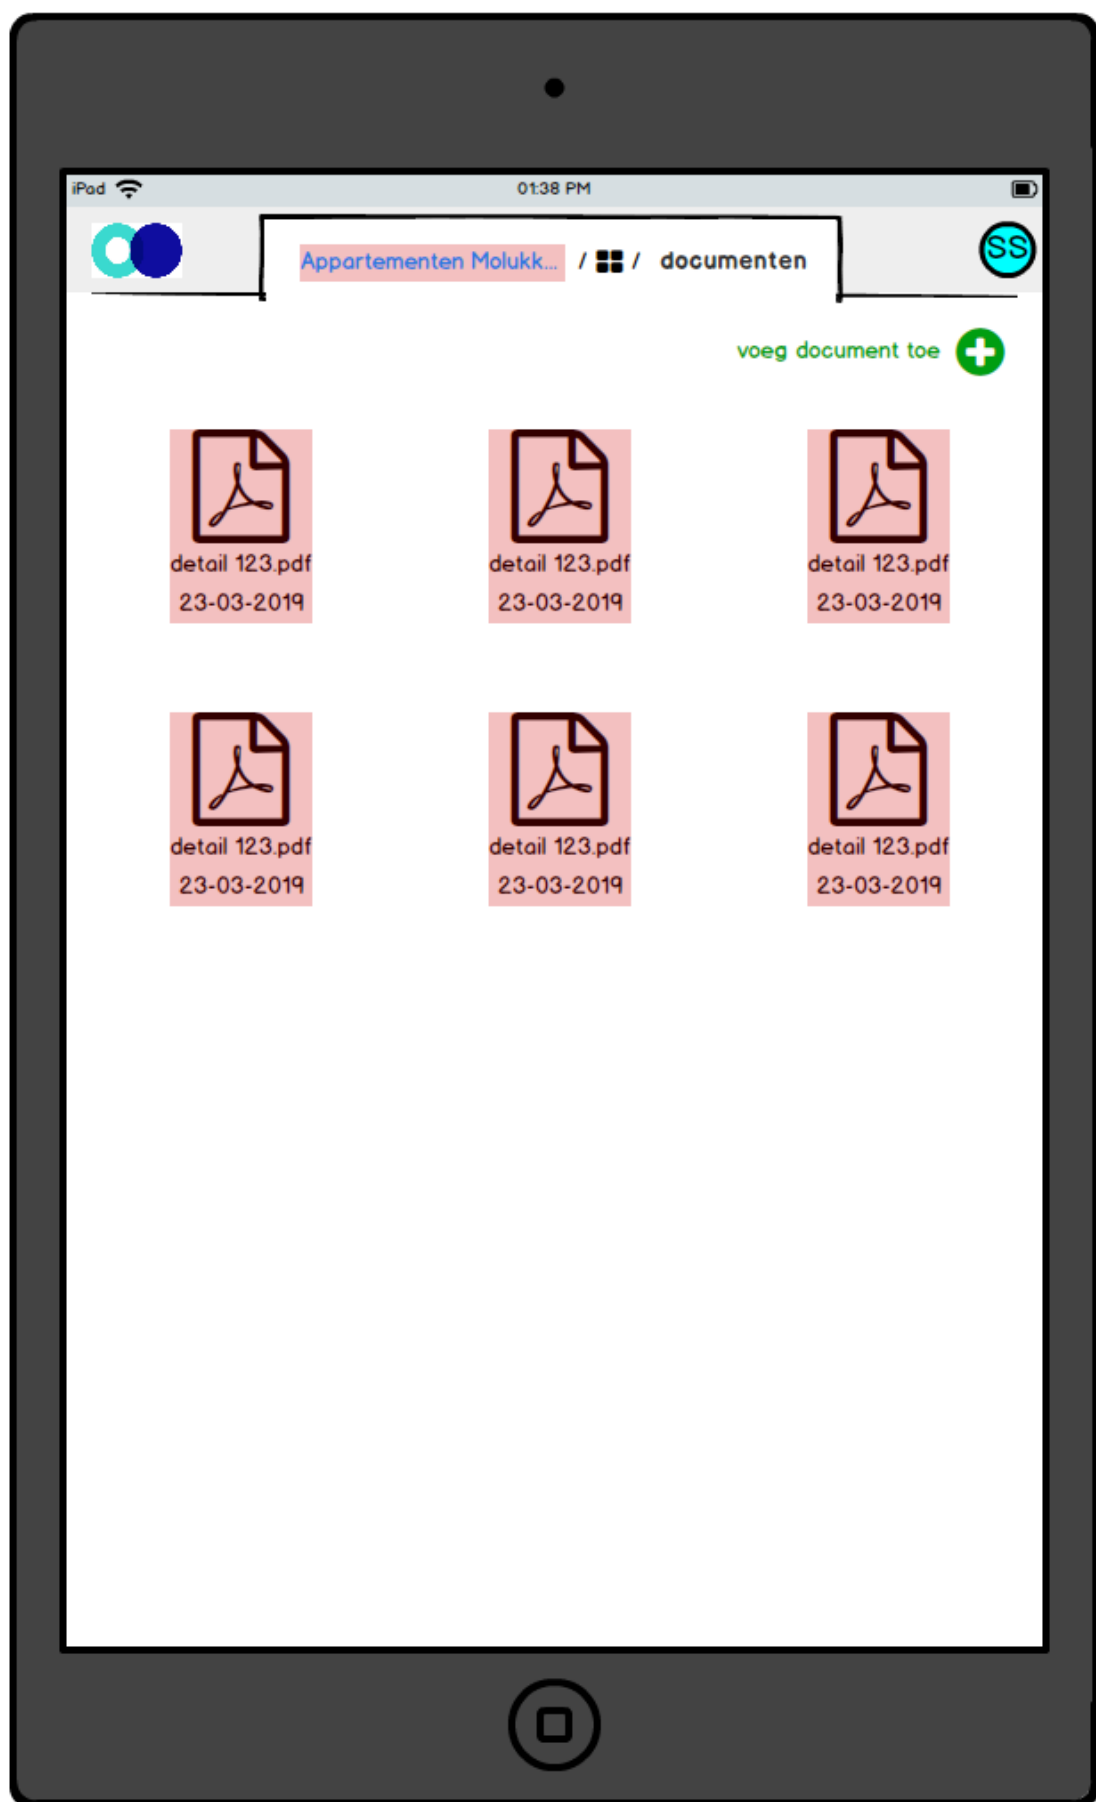 iPad 01:38 PM
Appartementen Molukk... / / documenten
SS
voeg document toe
detail 123.pdf detail 123.pdf detail 123.pdf
23-03-2019 23-03-2019 23-03-2019
detail 123.pdf detail 123.pdf detail 123.pdf
23-03-2019 23-03-2019 23-03-2019